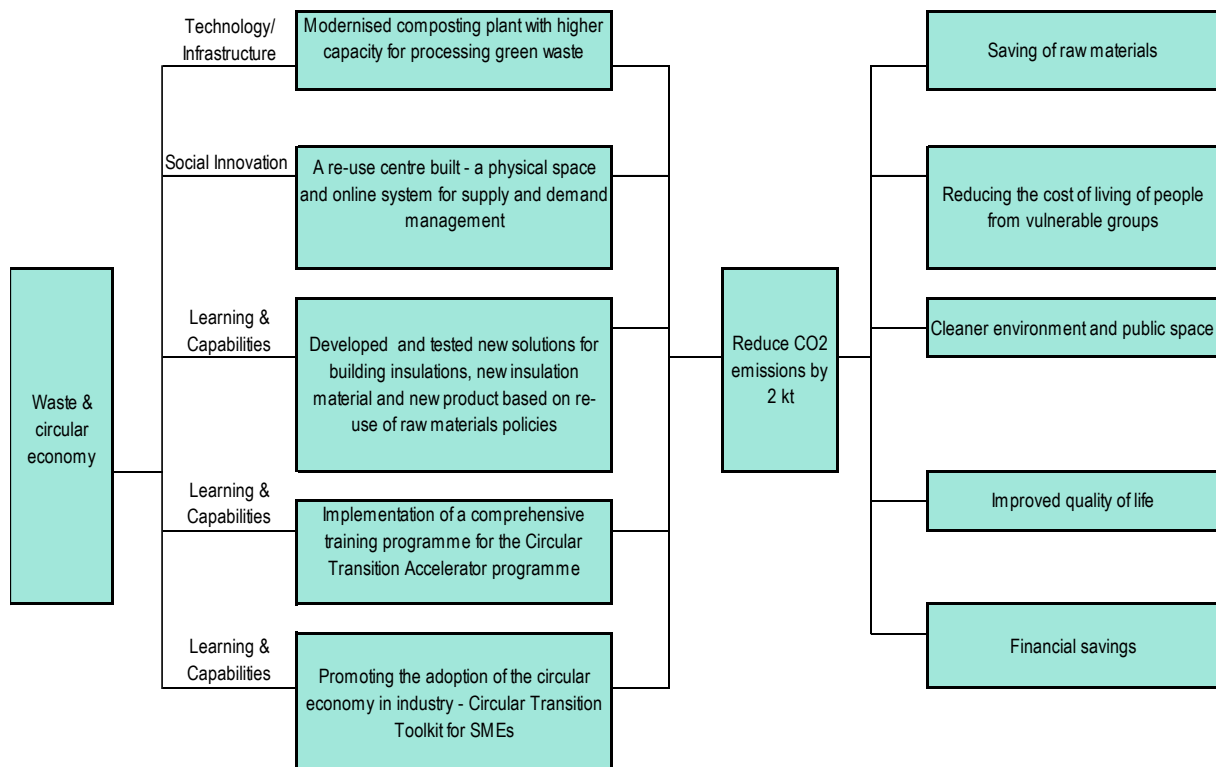 Technology/
Infrastructure
Modernised composting plant with higher
capacity for processing green waste
Social Innovation
A re-use centre built - a physical space
and online system for supply and demand
management
Waste &
circular
economy
Learning &
Capabilities
Developed and tested new solutions for
building insulations, new insulation
material and new product based on re-
use of raw materials policies
Learning &
Capabilities
Implementation of a comprehensive
training programme for the Circular
Transition Accelerator programme
Learning &
Capabilities
Promoting the adoption of the circular
economy in industry - Circular Transition
Toolkit for SMEs
Reduce CO2
emissions by
2 kt
Saving of raw materials
Reducing the cost of living of people
from vulnerable groups
Cleaner environment and public space
Improved quality of life
Financial savings